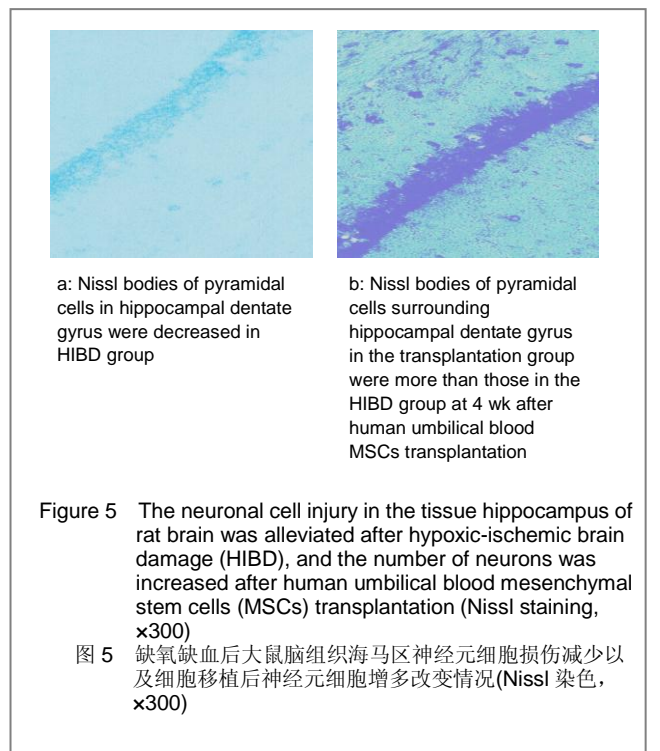 a: Nissl bodies of pyramidal
cells in hippocampal dentate
gyrus were decreased in
HIBD group
b: Nissl bodies of pyramidal
cells surrounding
hippocampal dentate gyrus
in the transplantation group
were more than those in the
HIBD group at 4 wk after
human umbilical blood
MSCs transplantation
Figure 5 The neuronal cell injury in the tissue hippocampus of
rat brain was alleviated after hypoxic-ischemic brain
damage (HIBD), and the number of neurons was
increased after human umbilical blood mesenchymal
stem cells (MSCs) transplantation (Nissl staining,
×300)
图 5 缺氧缺血后大鼠脑组织海马区神经元细胞损伤减少以
及细胞移植后神经元细胞增多改变情况(Nissl 染色，
×300)